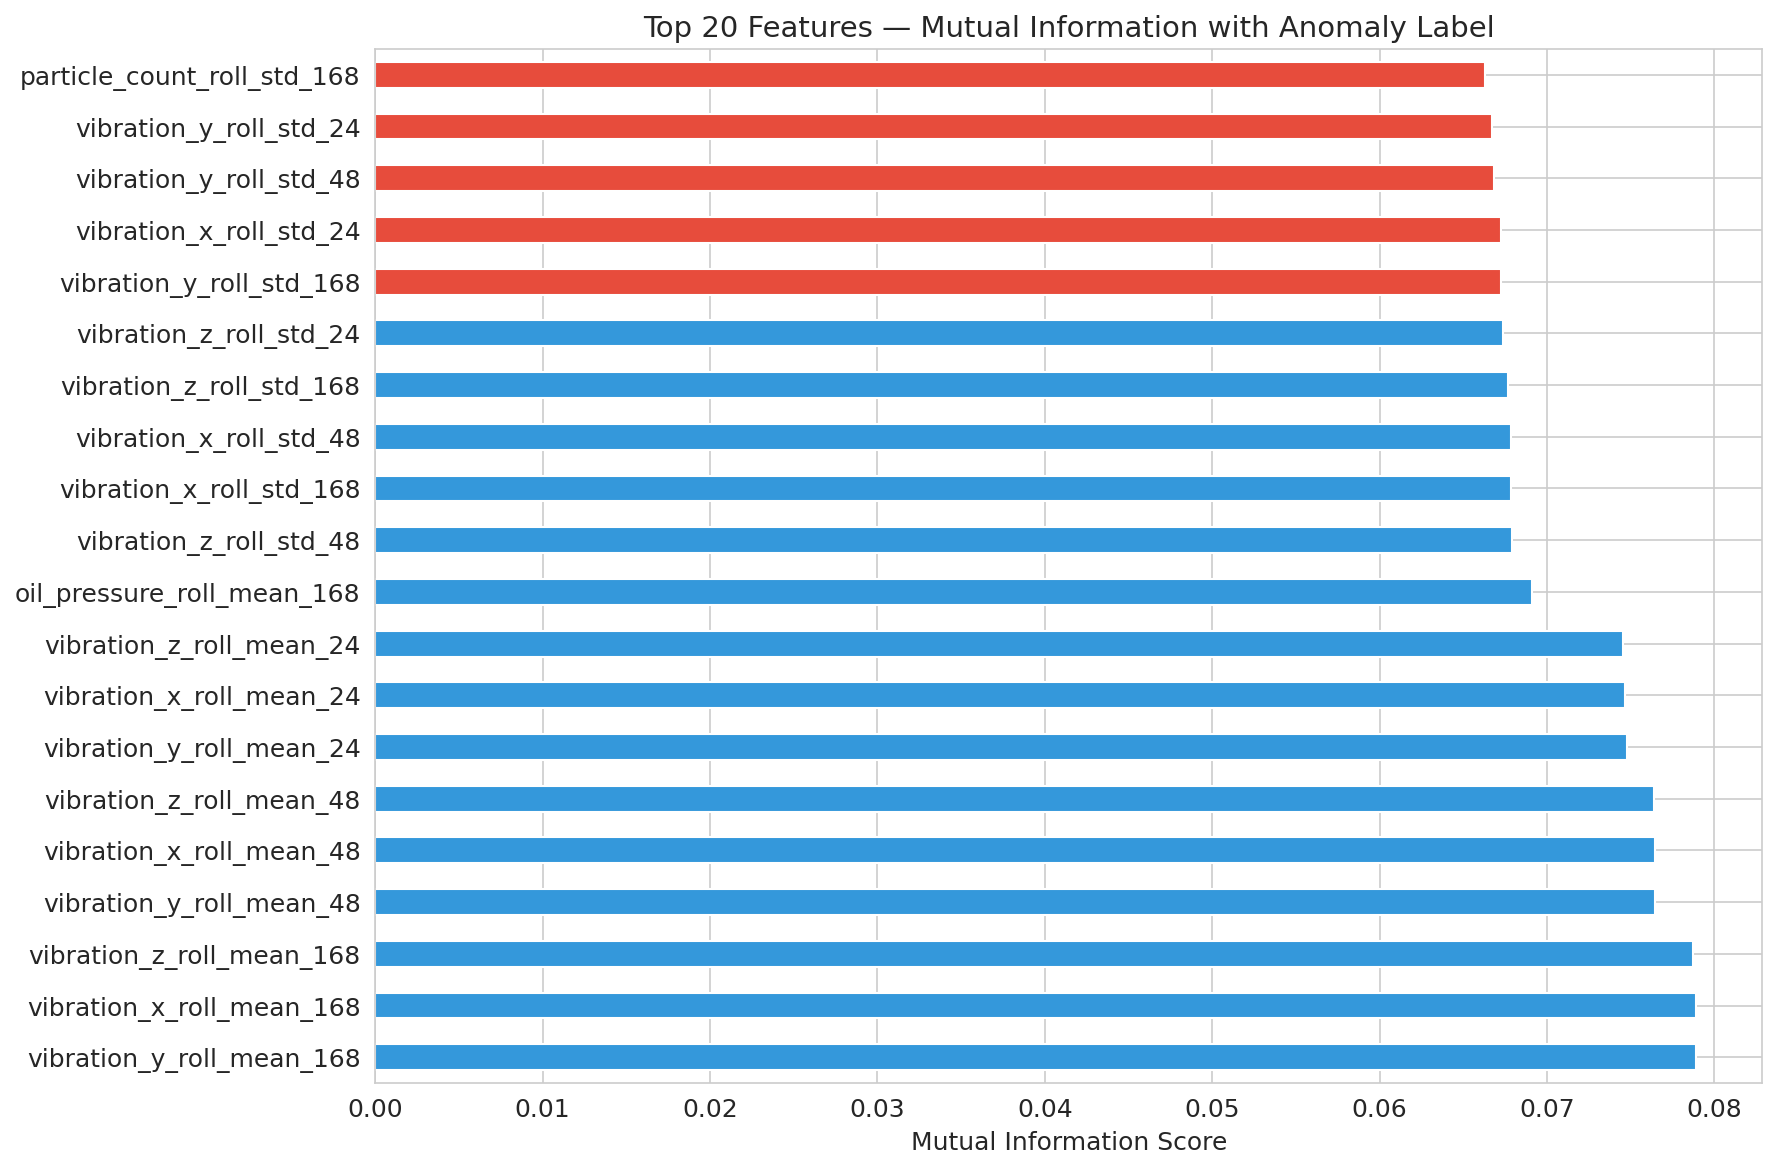 Top 20 Features — Mutual Information with Anomaly Label
particle_count_roll_std_168
vibration_y_roll_std_24
vibration_y_roll_std_48
vibration_x_roll_std_24
vibration_y_roll_std_168
vibration_z_roll_std_24
vibration_z_roll_std_168
vibration_x_roll_std_48
vibration_x_roll_std_168
vibration_z_roll_std_48
oil_pressure_roll_mean_168
vibration_z_roll_mean_24
vibration_x_roll_mean_24
vibration_y_roll_mean_24
vibration_z_roll_mean_48
vibration_x_roll_mean_48
vibration_y_roll_mean_48
vibration_z_roll_mean_168
vibration_x_roll_mean_168
vibration_y_roll_mean_168
0.00 0.01 0.02 0.03 0.04 0.05 0.06 0.07 0.08
Mutual Information Score